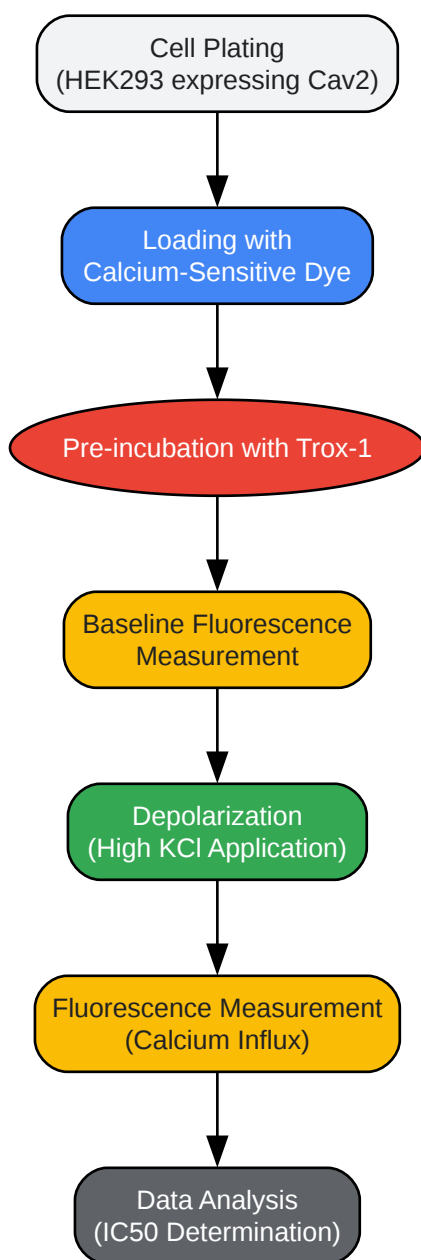 Cell Plating
(HEK293 expressing Cav2)
Loading with
Calcium-Sensitive Dye
Pre-incubation with Trox-1
Baseline Fluorescence
Measurement
Depolarization
(High KCl Application)
Fluorescence Measurement
(Calcium Influx)
Data Analysis
(IC50 Determination)